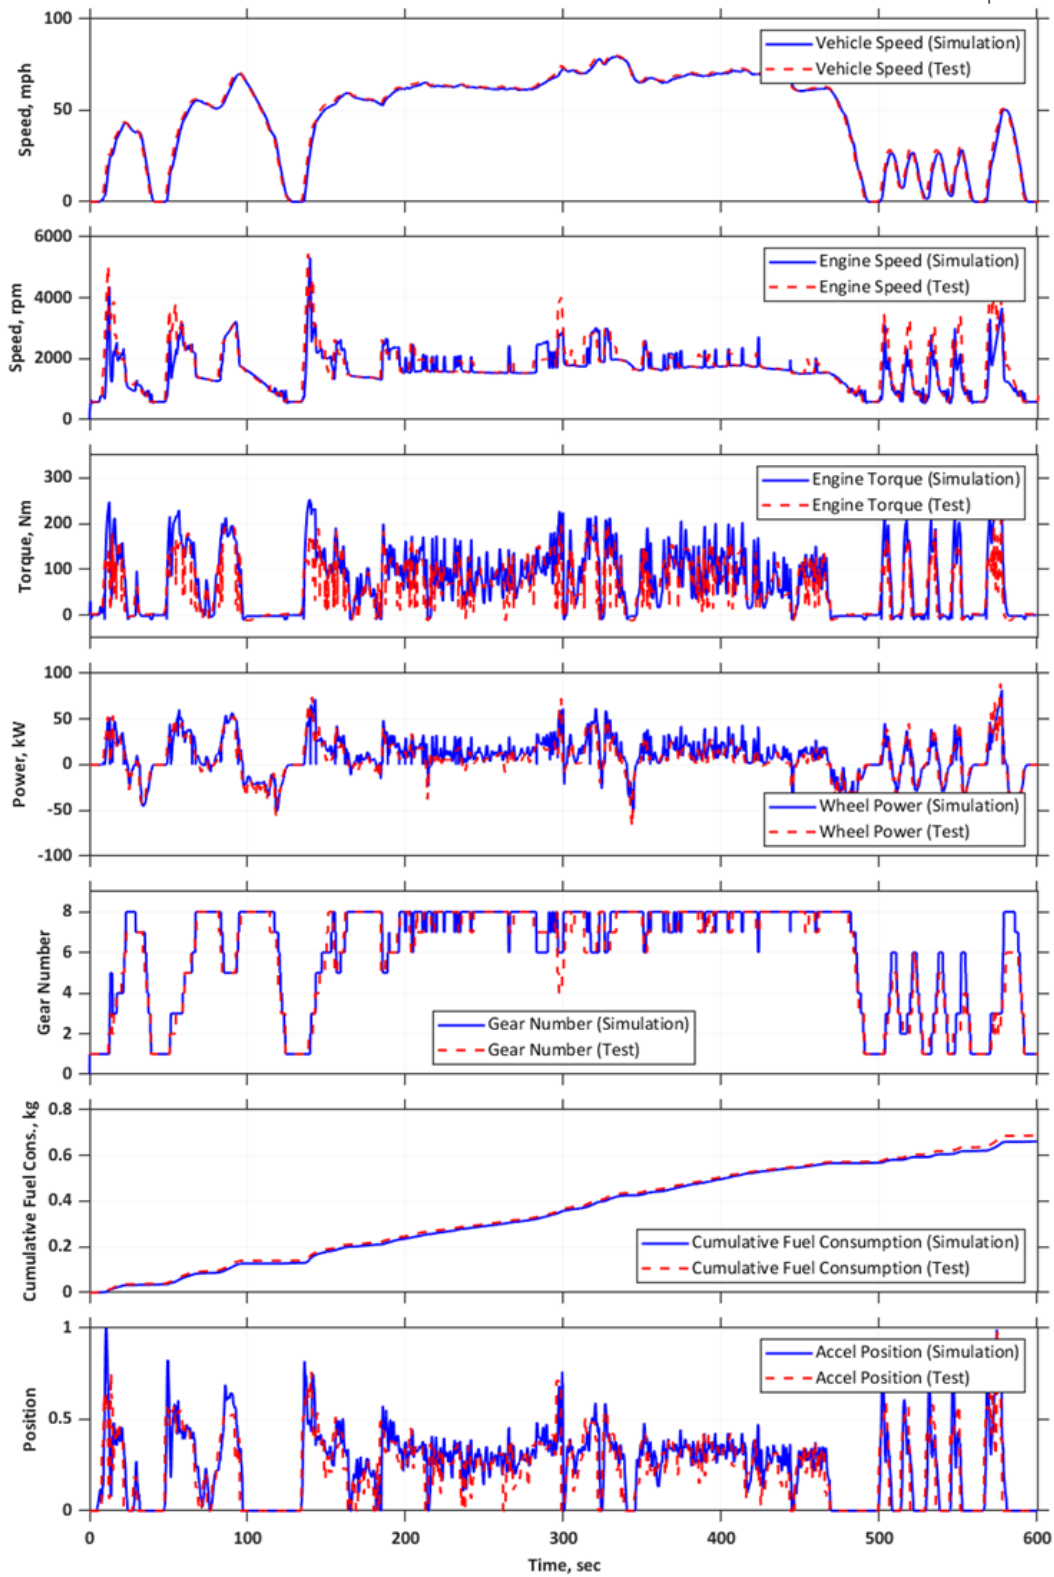 100
50
0
Speed, mph
Vehicle Speed (Simulation)
Vehicle Speed (Test)
6000
4000
2000
0
Speed, rpm
Engine Speed (Simulation)
Engine Speed (Test)
300
200
100
0
Torque, Nm
Engine Torque (Simulation)
Engine Torque (Test)
100
50
0
-50
-100
Power, kW
Wheel Power (Simulation)
Wheel Power (Test)
8
6
4
2
0
Gear Number
Gear Number (Simulation)
Gear Number (Test)
0.8
0.6
0.4
0.2
0
Cumulative Fuel Cons., kg
Cumulative Fuel Consumption (Simulation)
Cumulative Fuel Consumption (Test)
1
0.5
0
Position
Accel Position (Simulation)
Accel Position (Test)
0 100 200 300 400 500 600
Time, sec